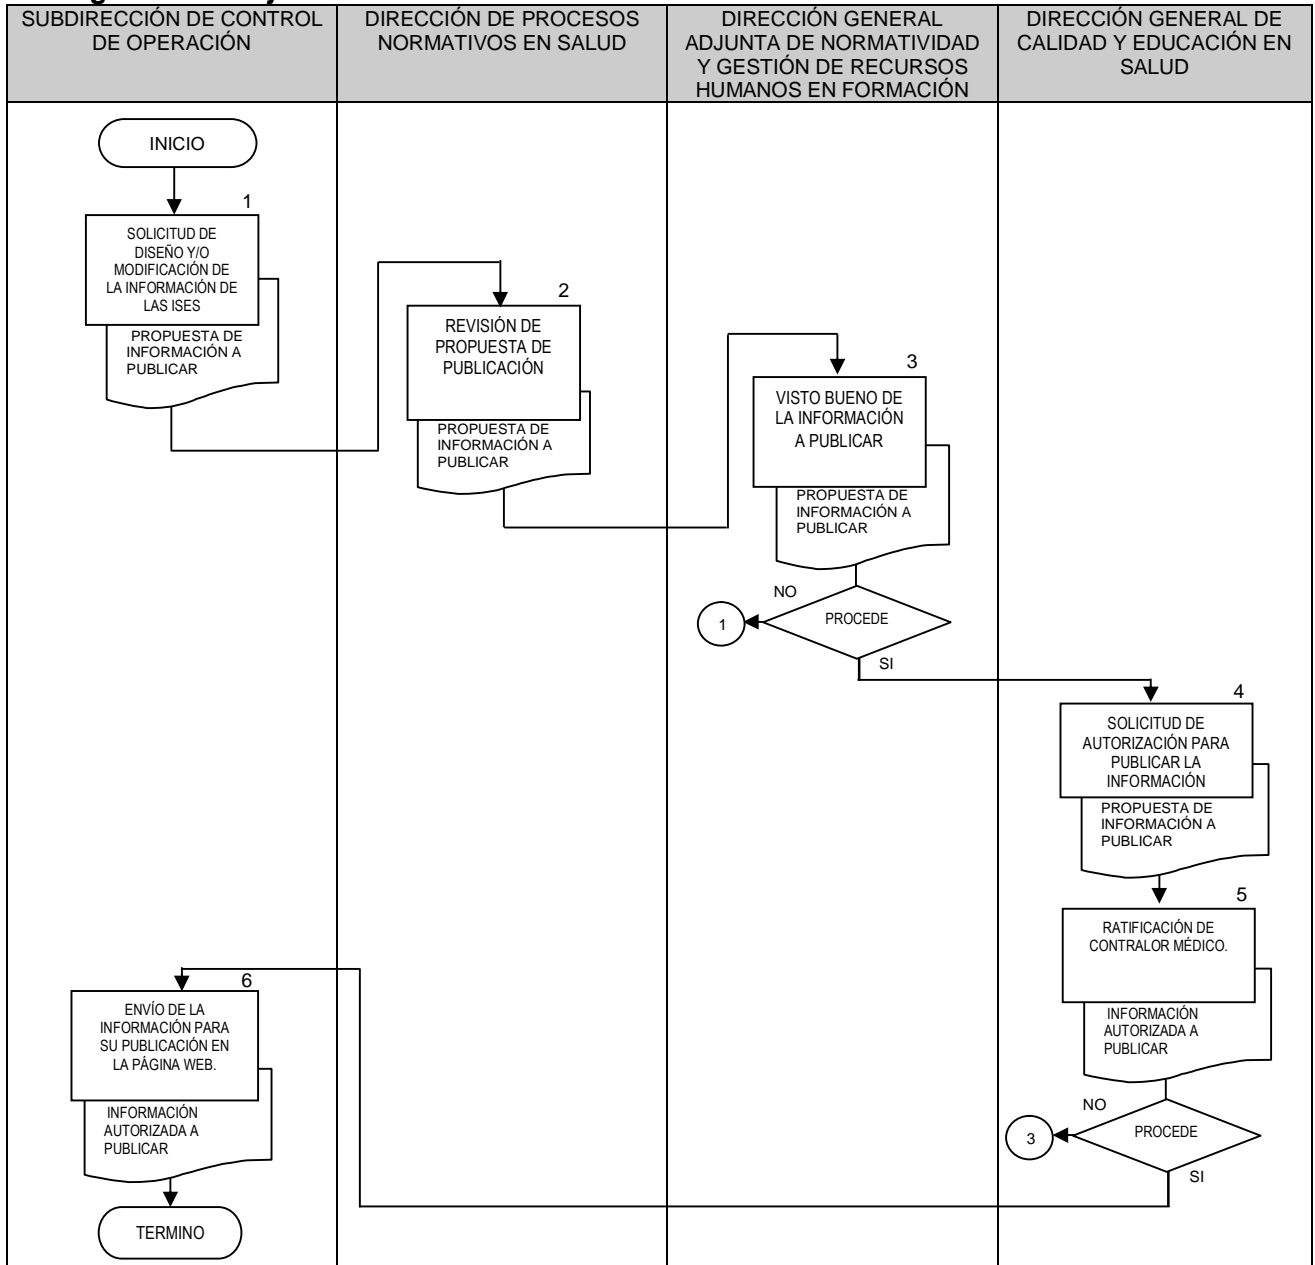 SUBDIRECCIÓN DE CONTROL
DE OPERACIÓN
DIRECCIÓN DE PROCESOS
NORMATIVOS EN SALUD
DIRECCIÓN GENERAL
ADJUNTA DE NORMATIVIDAD
Y GESTIÓN DE RECURSOS
HUMANOS EN FORMACIÓN
DIRECCIÓN GENERAL DE
CALIDAD Y EDUCACIÓN EN
SALUD
INICIO
1
SOLICITUD DE
DISEÑO Y/O
MODIFICACIÓN DE
LA INFORMACIÓN DE
LAS ISES
PROPUESTA DE
INFORMACIÓN A
PUBLICAR
2
REVISIÓN DE
PROPUESTA DE
PUBLICACIÓN
PROPUESTA DE
INFORMACIÓN A
PUBLICAR
3
VISTO BUENO DE
LA INFORMACIÓN
A PUBLICAR
PROPUESTA DE
INFORMACIÓN A
PUBLICAR
NO
1
PROCEDE
SI
4
SOLICITUD DE
AUTORIZACIÓN PARA
PUBLICAR LA
INFORMACIÓN
PROPUESTA DE
INFORMACIÓN A
PUBLICAR
5
RATIFICACIÓN DE
CONTRALOR MÉDICO.
INFORMACIÓN
AUTORIZADA A
PUBLICAR
NO
3
PROCEDE
SI
6
ENVÍO DE LA
INFORMACIÓN PARA
SU PUBLICACIÓN EN
LA PÁGINA WEB.
INFORMACIÓN
AUTORIZADA A
PUBLICAR
TERMINO